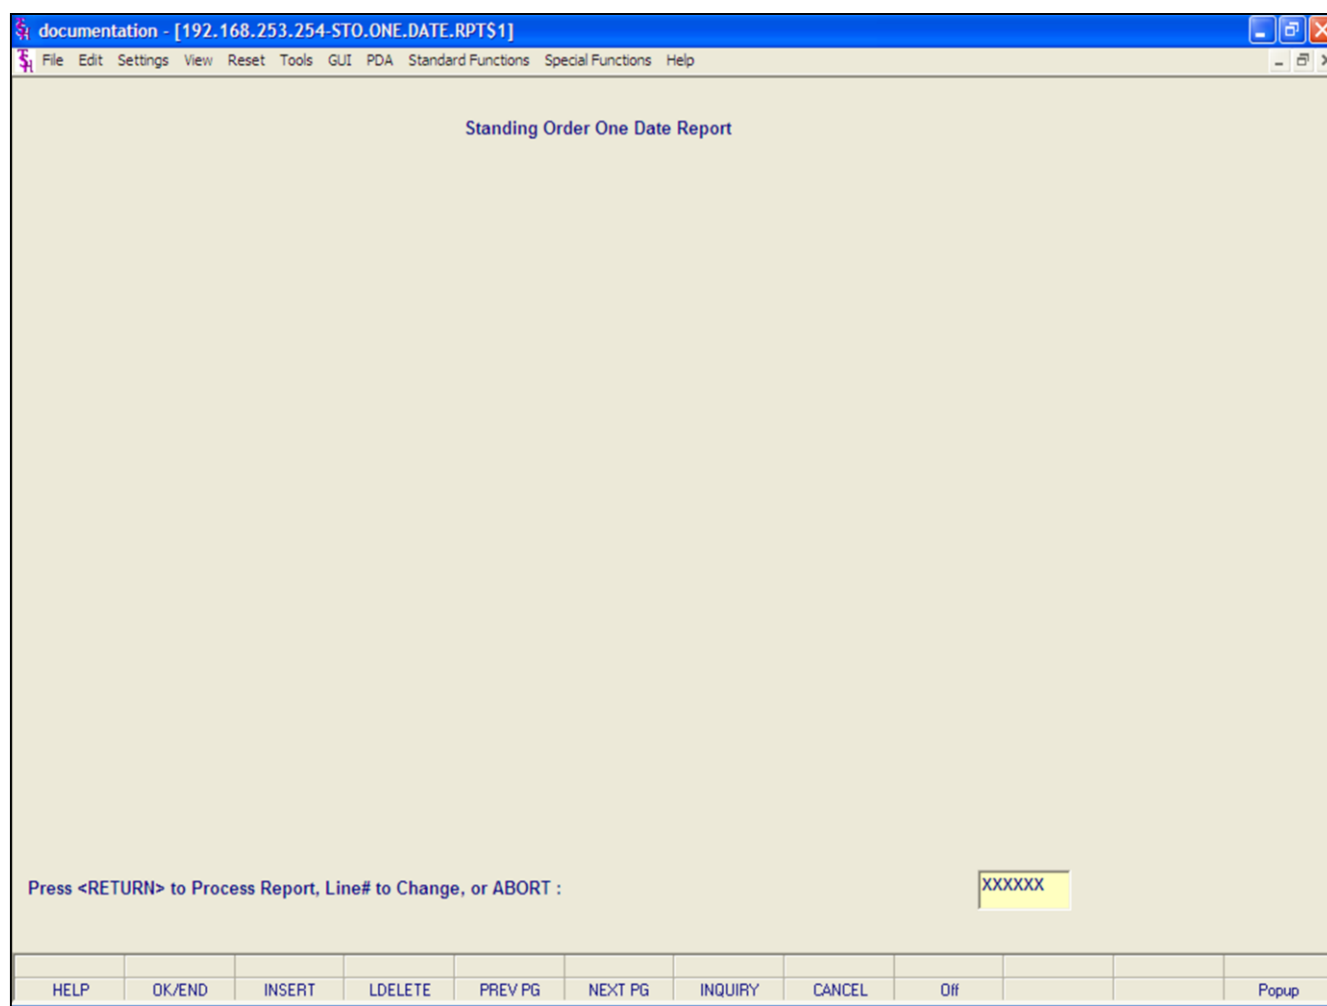 documentation - [192.168.253.254-STO.ONE.DATE.RPT$1]
File Edit Settings View Reset Tools GUI PDA Standard Functions Special Functions Help
Standing Order One Date Report
Press <RETURN> to Process Report, Line# to Change, or ABORT : XXXXXX
HELP OK/END INSERT LDELETE PREV PG NEXT PG INQUIRY CANCEL Off Popup